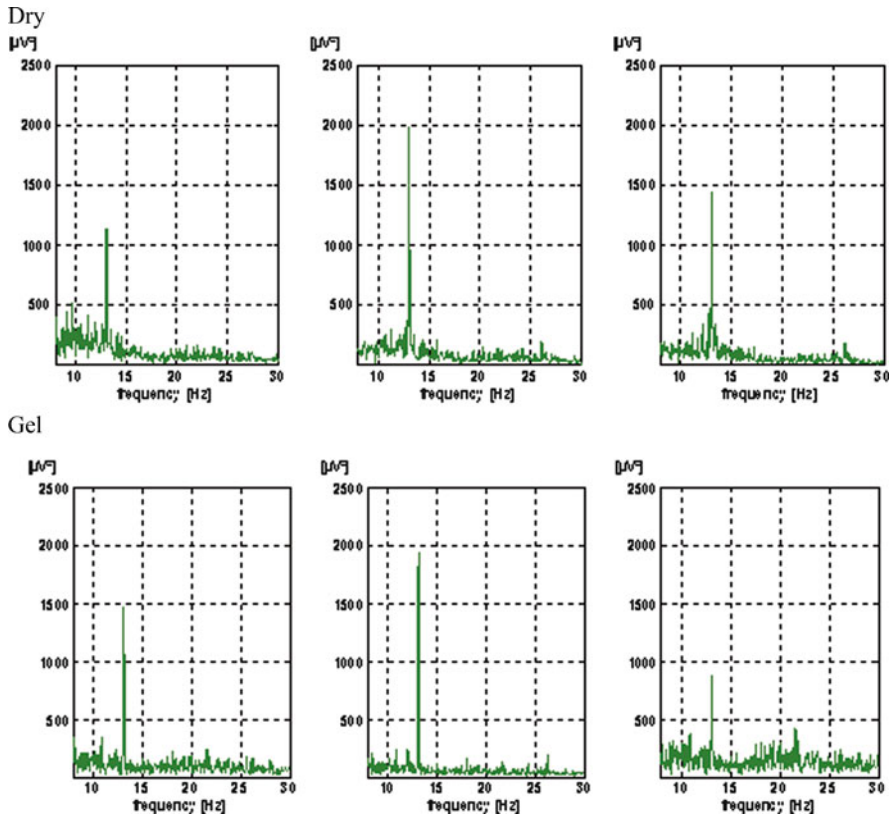 Dry
[µV²] [µV²] [µV²]
2500 2500 2500
2000 2000 2000
1500 1500 1500
1000 1000 1000
500 500 500
10 15 20 25 30 10 15 20 25 30 10 15 20 25 30
frequency, [Hz] frequency, [Hz] frequency, [Hz]
Gel
[µV²] [µV²] [µV²]
2500 2500 2500
2000 2000 2000
1500 1500 1500
1000 1000 1000
500 500 500
10 15 20 25 30 10 15 20 25 30 10 15 20 25 30
frequency, [Hz] frequency, [Hz] frequency, [Hz]